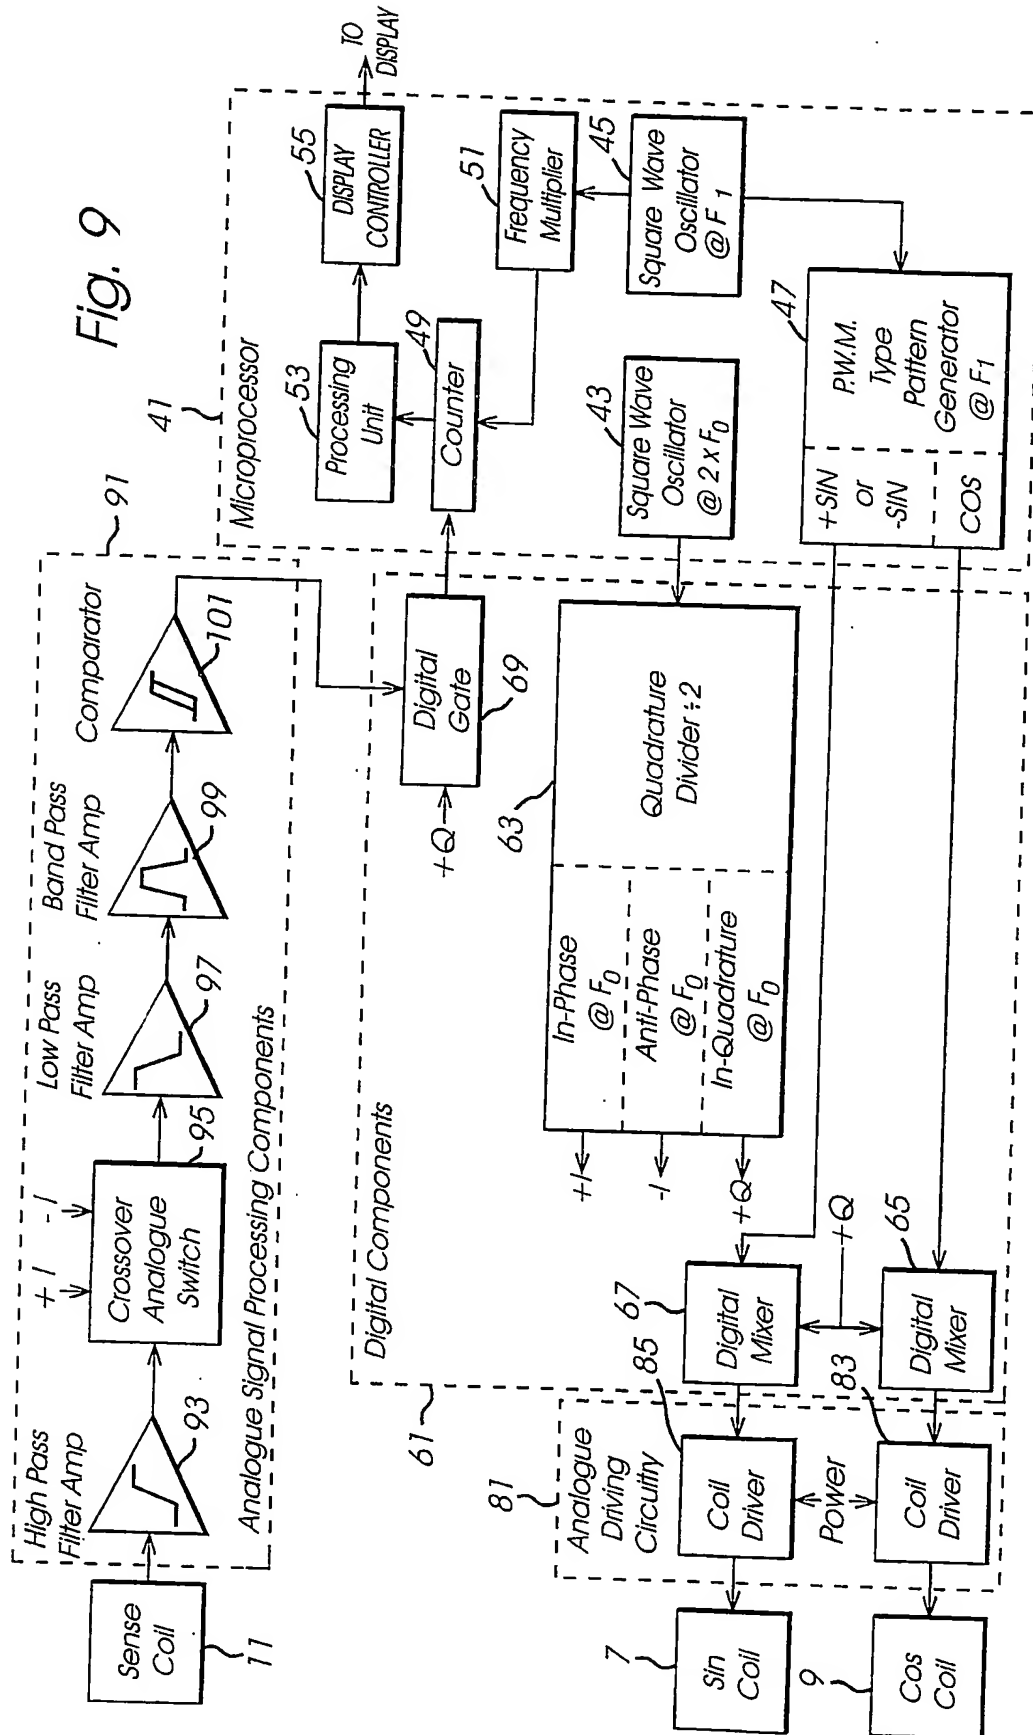 Fig. 9
91
High Pass
Filter Amp
Low Pass
Filter Amp
Band Pass
Filter Amp
Comparator
Sense
Coil
11
93
+ I
- I
Crossover
Analogue
Switch
95
97
99
101
Analogue Signal Processing Components
41
Microprocessor
53
Processing
Unit
55
DISPLAY
CONTROLLER
TO
DISPLAY
49
Counter
51
Frequency
Multiplier
43
Square Wave
Oscillator
@ 2 x F0
45
Square Wave
Oscillator
@ F 1
47
+SIN
or
-SIN
COS
P.W.M.
Type
Pattern
Generator
@ F1
61
Digital Components
+Q
Digital
Gate
69
63
In-Phase
@ F0
Anti-Phase
@ F0
In-Quadrature
@ F0
Quadrature
Divider ÷2
+I
-I
+Q
67
Digital
Mixer
+Q
65
Digital
Mixer
81
Analogue
Driving
Circuitry
85
Coil
Driver
Power
83
Coil
Driver
7
Sin
Coil
9
Cos
Coil